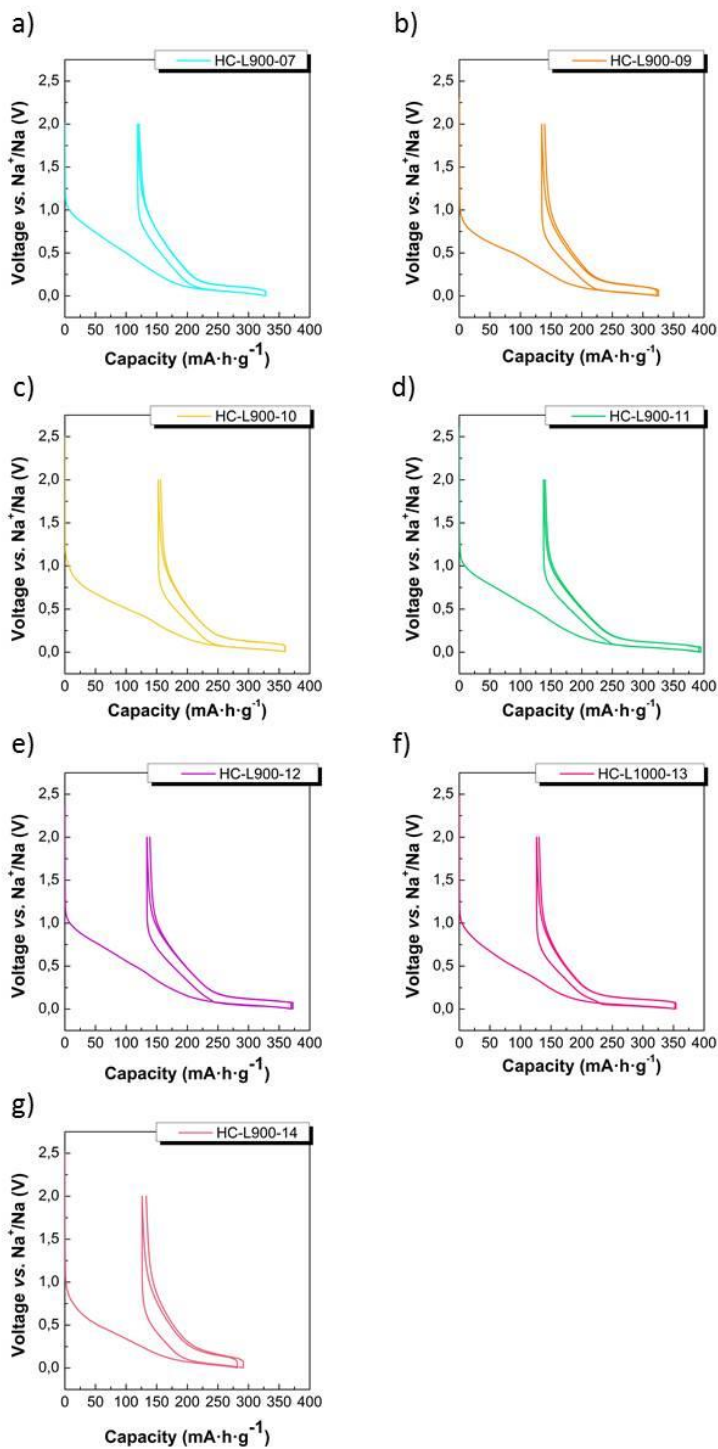 a)
HC-L900-07
Voltage vs. Na⁺/Na (V)
2,5
2,0
1,5
1,0
0,5
0,0
0 50 100 150 200 250 300 350 400
Capacity (mA·h·g⁻¹)
b)
HC-L900-09
Voltage vs. Na⁺/Na (V)
2,5
2,0
1,5
1,0
0,5
0,0
0 50 100 150 200 250 300 350 400
Capacity (mA·h·g⁻¹)
c)
HC-L900-10
Voltage vs. Na⁺/Na (V)
2,5
2,0
1,5
1,0
0,5
0,0
0 50 100 150 200 250 300 350 400
Capacity (mA·h·g⁻¹)
d)
HC-L900-11
Voltage vs. Na⁺/Na (V)
2,5
2,0
1,5
1,0
0,5
0,0
0 50 100 150 200 250 300 350 400
Capacity (mA·h·g⁻¹)
e)
HC-L900-12
Voltage vs. Na⁺/Na (V)
2,5
2,0
1,5
1,0
0,5
0,0
0 50 100 150 200 250 300 350 400
Capacity (mA·h·g⁻¹)
f)
HC-L1000-13
Voltage vs. Na⁺/Na (V)
2,5
2,0
1,5
1,0
0,5
0,0
0 50 100 150 200 250 300 350 400
Capacity (mA·h·g⁻¹)
g)
HC-L900-14
Voltage vs. Na⁺/Na (V)
2,5
2,0
1,5
1,0
0,5
0,0
0 50 100 150 200 250 300 350 400
Capacity (mA·h·g⁻¹)